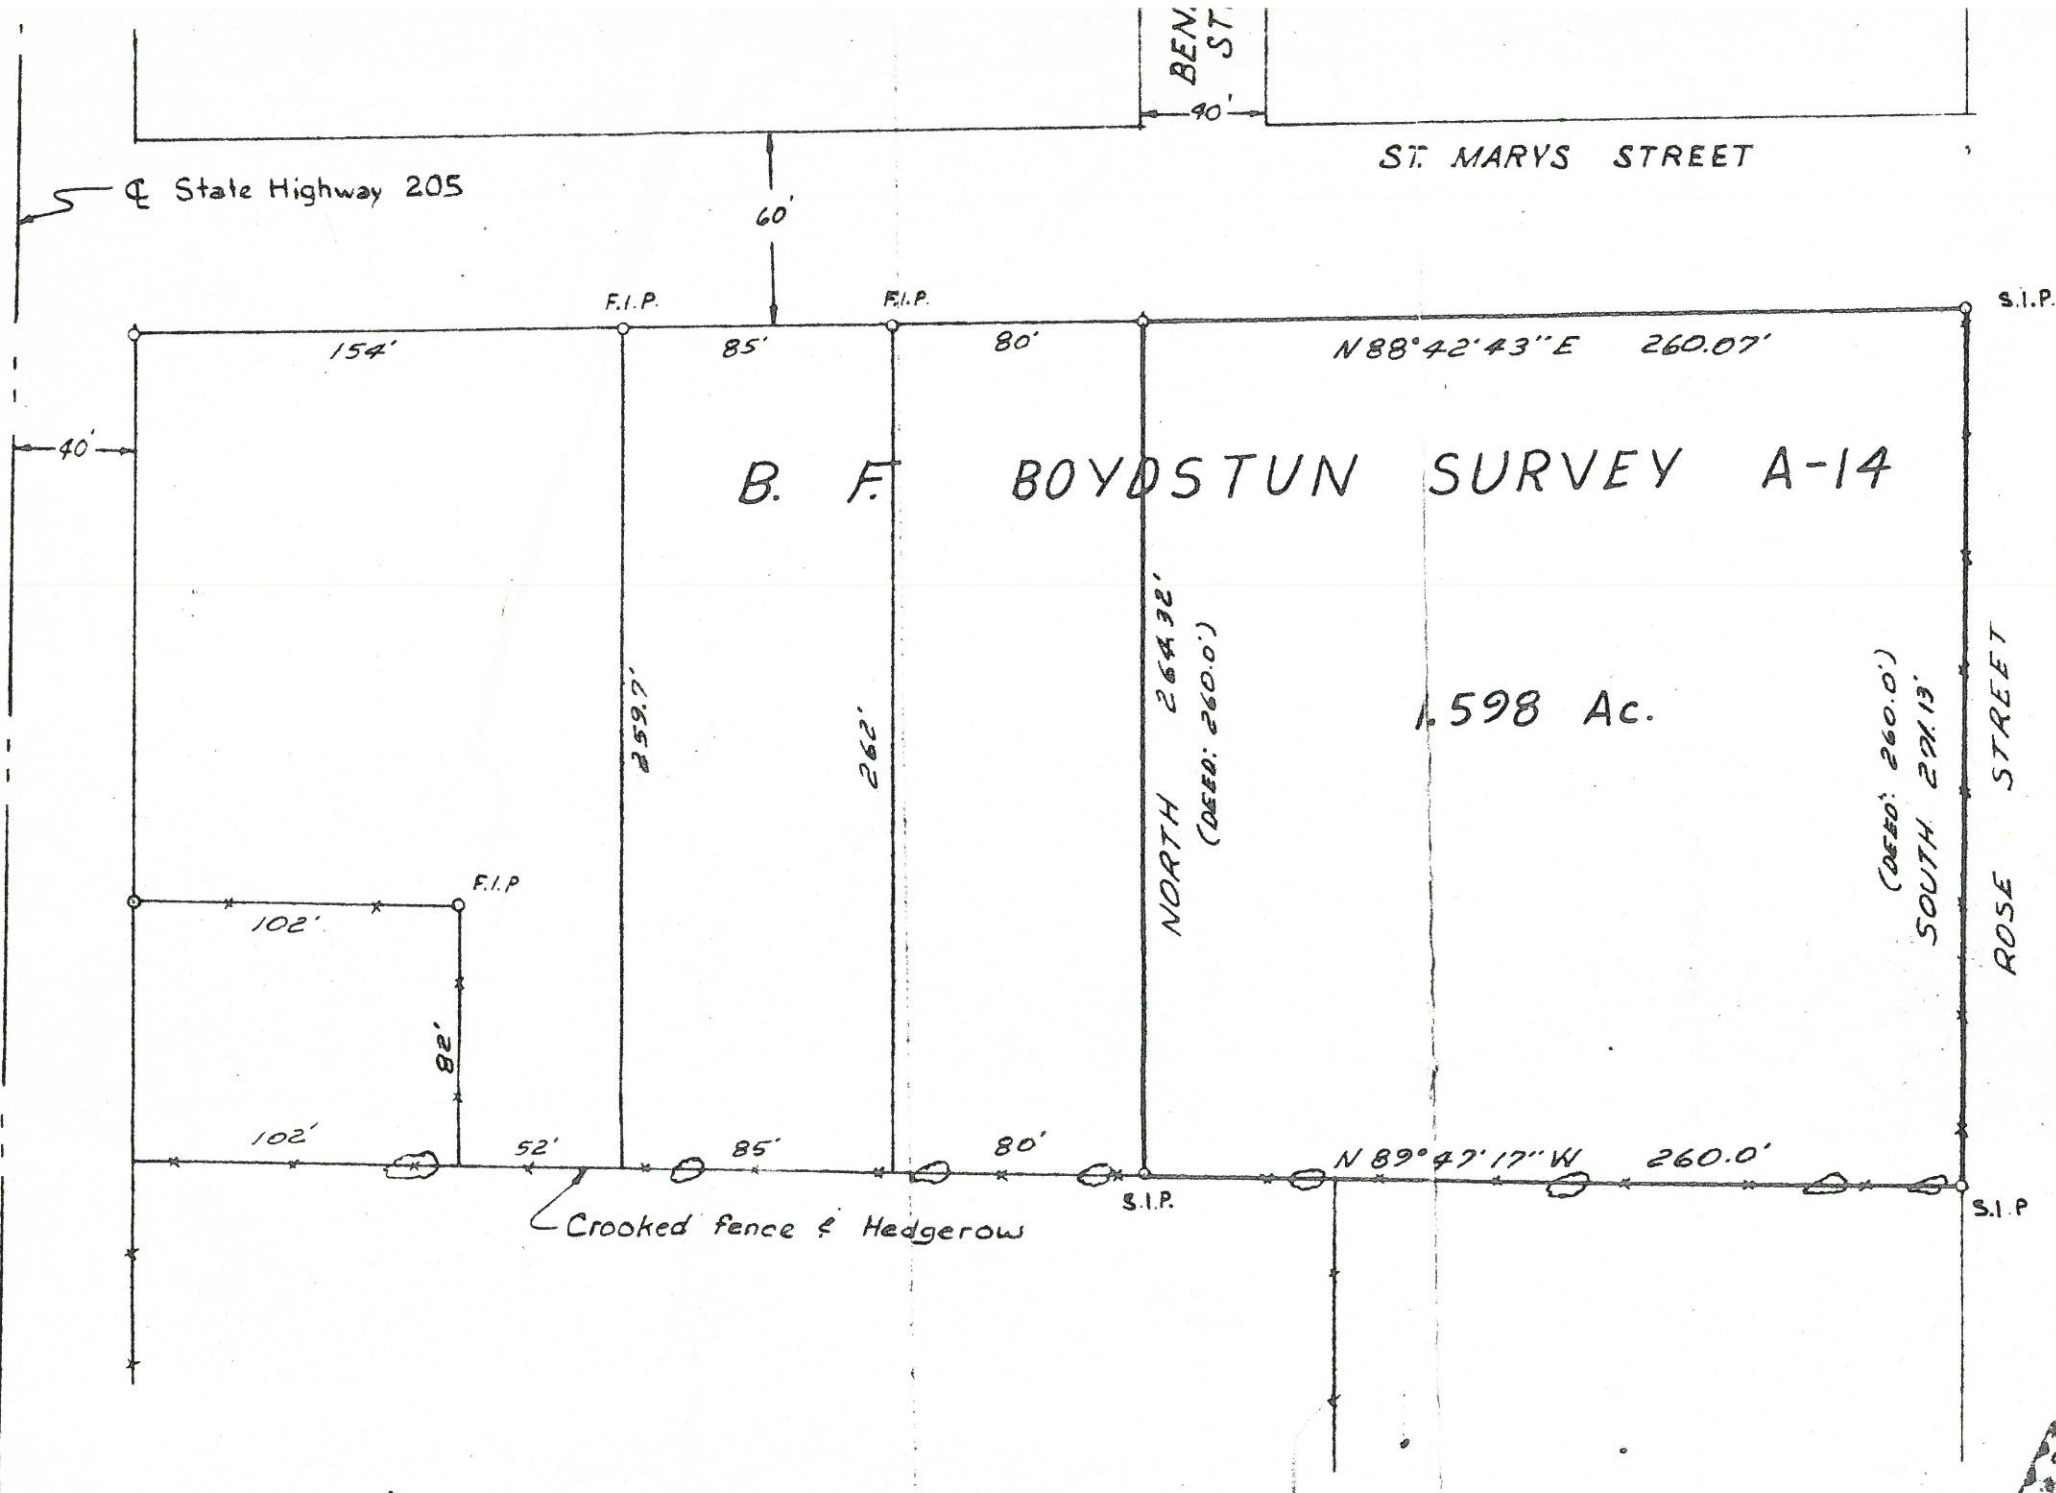 40'
ST. MARYS STREET
℄ State Highway 205
60'
F.I.P.
F.I.P.
S.I.P.
154'
85'
80'
N 88° 42' 43" E 260.07'
40'
B. F. BOYDSTUN SURVEY A-14
259.7'
262'
NORTH 264.32'
(DEED: 260.0')
1.598 Ac.
(DEED: 260.0')
SOUTH 271.13'
ROSE STREET
F.I.P
102'
82'
102'
52'
85'
80'
N 89° 47' 17" W 260.0'
S.I.P.
S.I.P
Crooked fence & Hedgerow